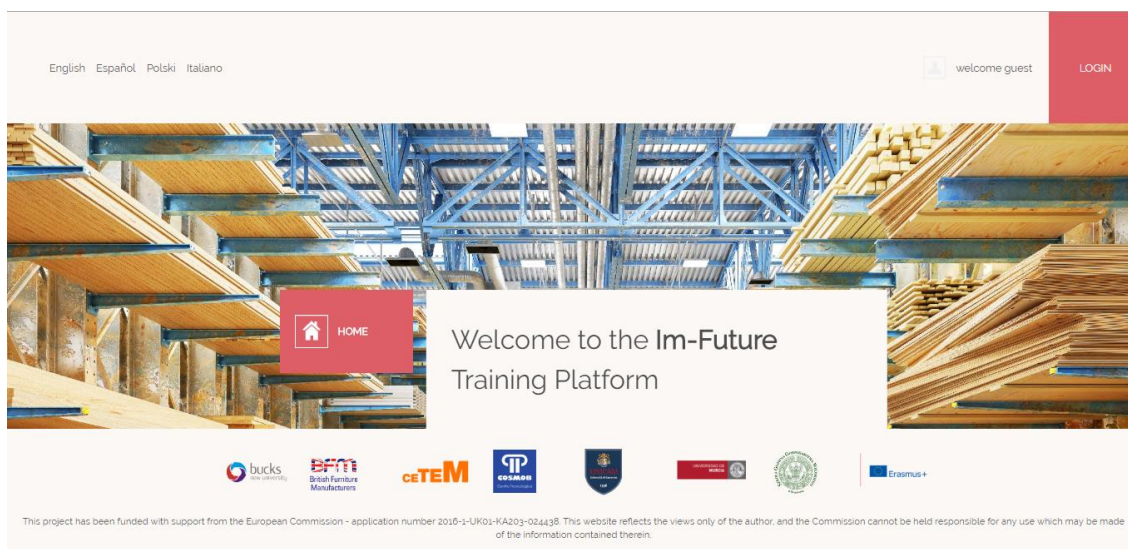 English Español Polski Italiano
welcome guest
LOGIN
HOME
Welcome to the Im-Future
Training Platform
bucks
new university
BFM
British Furniture
Manufacturers
CETEM
COSMOB
UNIVERSIDAD DE
MURCIA
Erasmus+
This project has been funded with support from the European Commission - application number 2016-1-UK01-KA203-024438. This website reflects the views only of the author, and the Commission cannot be held responsible for any use which may be made
of the information contained therein.